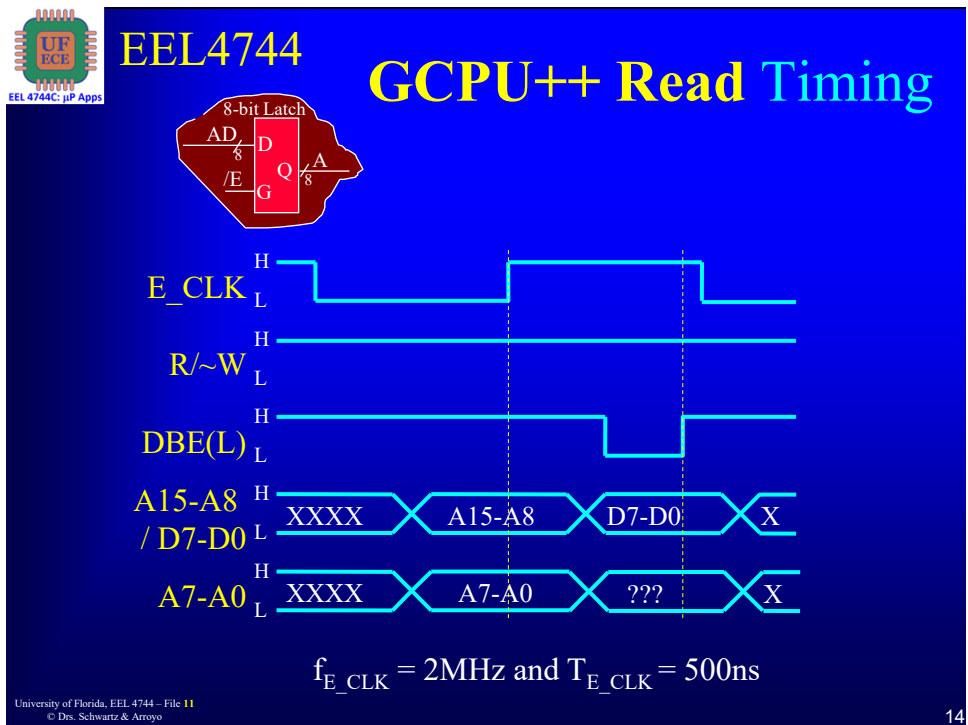 UF
ECE
EEL 4744C: µP Apps
EEL4744
GCPU++ Read Timing
8-bit Latch
AD
8
D
Q
A
8
/E
G
E_CLK
H
L
R/~W
H
L
DBE(L)
H
L
A15-A8
/ D7-D0
H
L
XXXX
A15-A8
D7-D0
X
A7-A0
H
L
XXXX
A7-A0
???
X
fE_CLK = 2MHz and TE_CLK = 500ns
University of Florida, EEL 4744 – File 11
© Drs. Schwartz & Arroyo
14